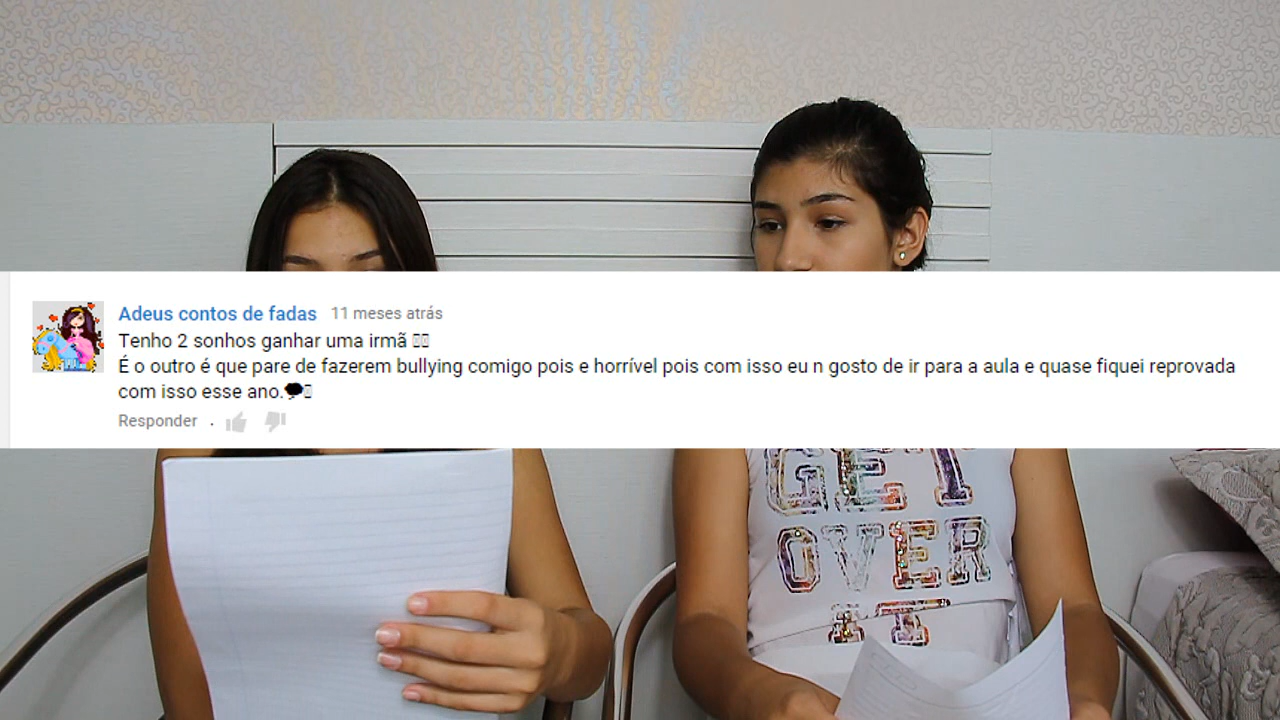 Adeus contos de fadas 11 meses atrás
Tenho 2 sonhos ganhar uma irmã
É o outro é que pare de fazerem bullying comigo pois e horrível pois com isso eu n gosto de ir para a aula e quase fiquei reprovada
com isso esse ano.
Responder .
GET
OVER
IT